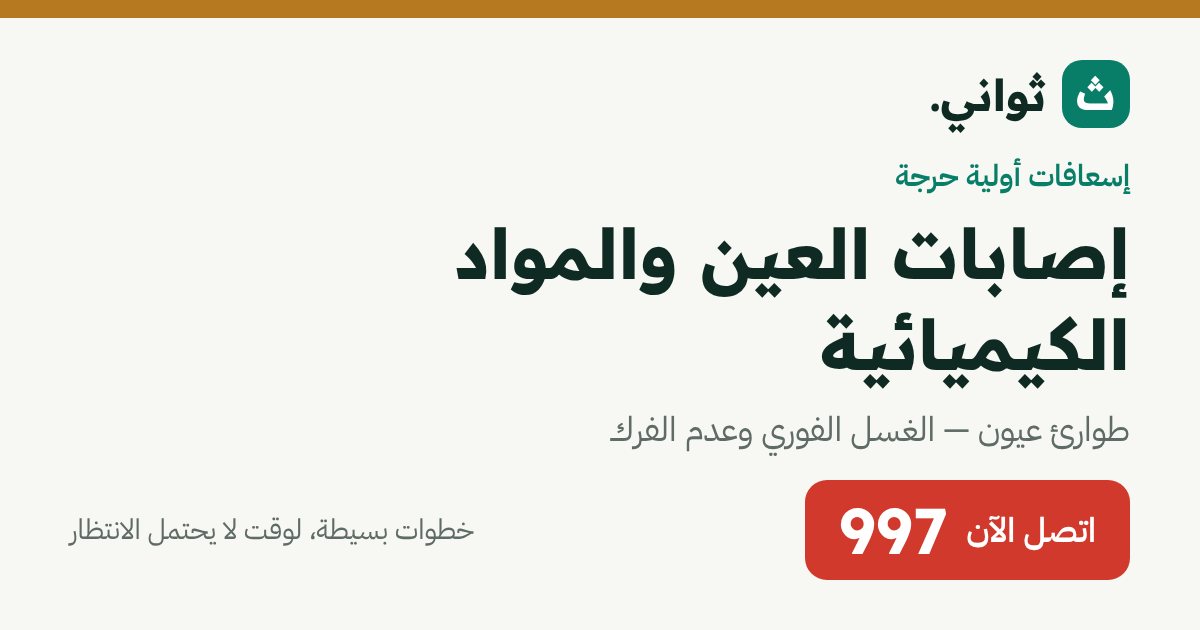 ث
ثواني.
إسعافات أولية حرجة
إصابات العين والمواد
الكيميائية
طوارئ عيون — الغسل الفوري وعدم الفرك
اتصل الآن 997
خطوات بسيطة، لوقت لا يحتمل الانتظار